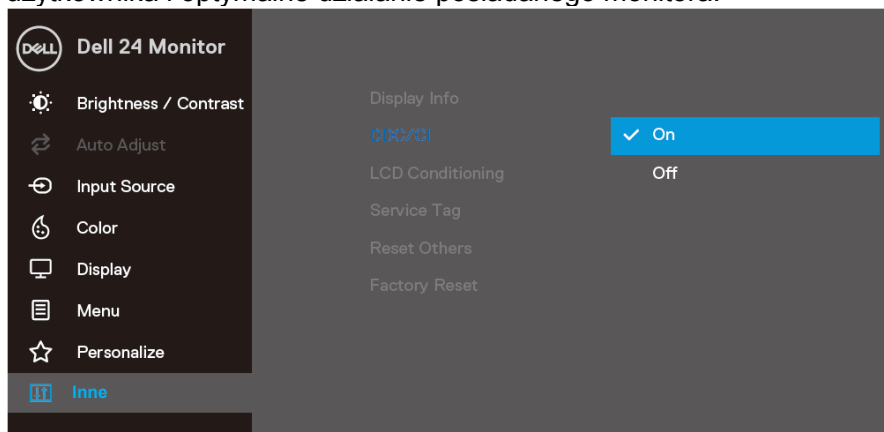 użytkownika i optymalne działanie posiadanego monitora.
DELL Dell 24 Monitor
Brightness / Contrast
Auto Adjust
Input Source
Color
Display
Menu
Personalize
Inne
Display Info
DDC/CI
LCD Conditioning
Service Tag
Reset Others
Factory Reset
On
Off